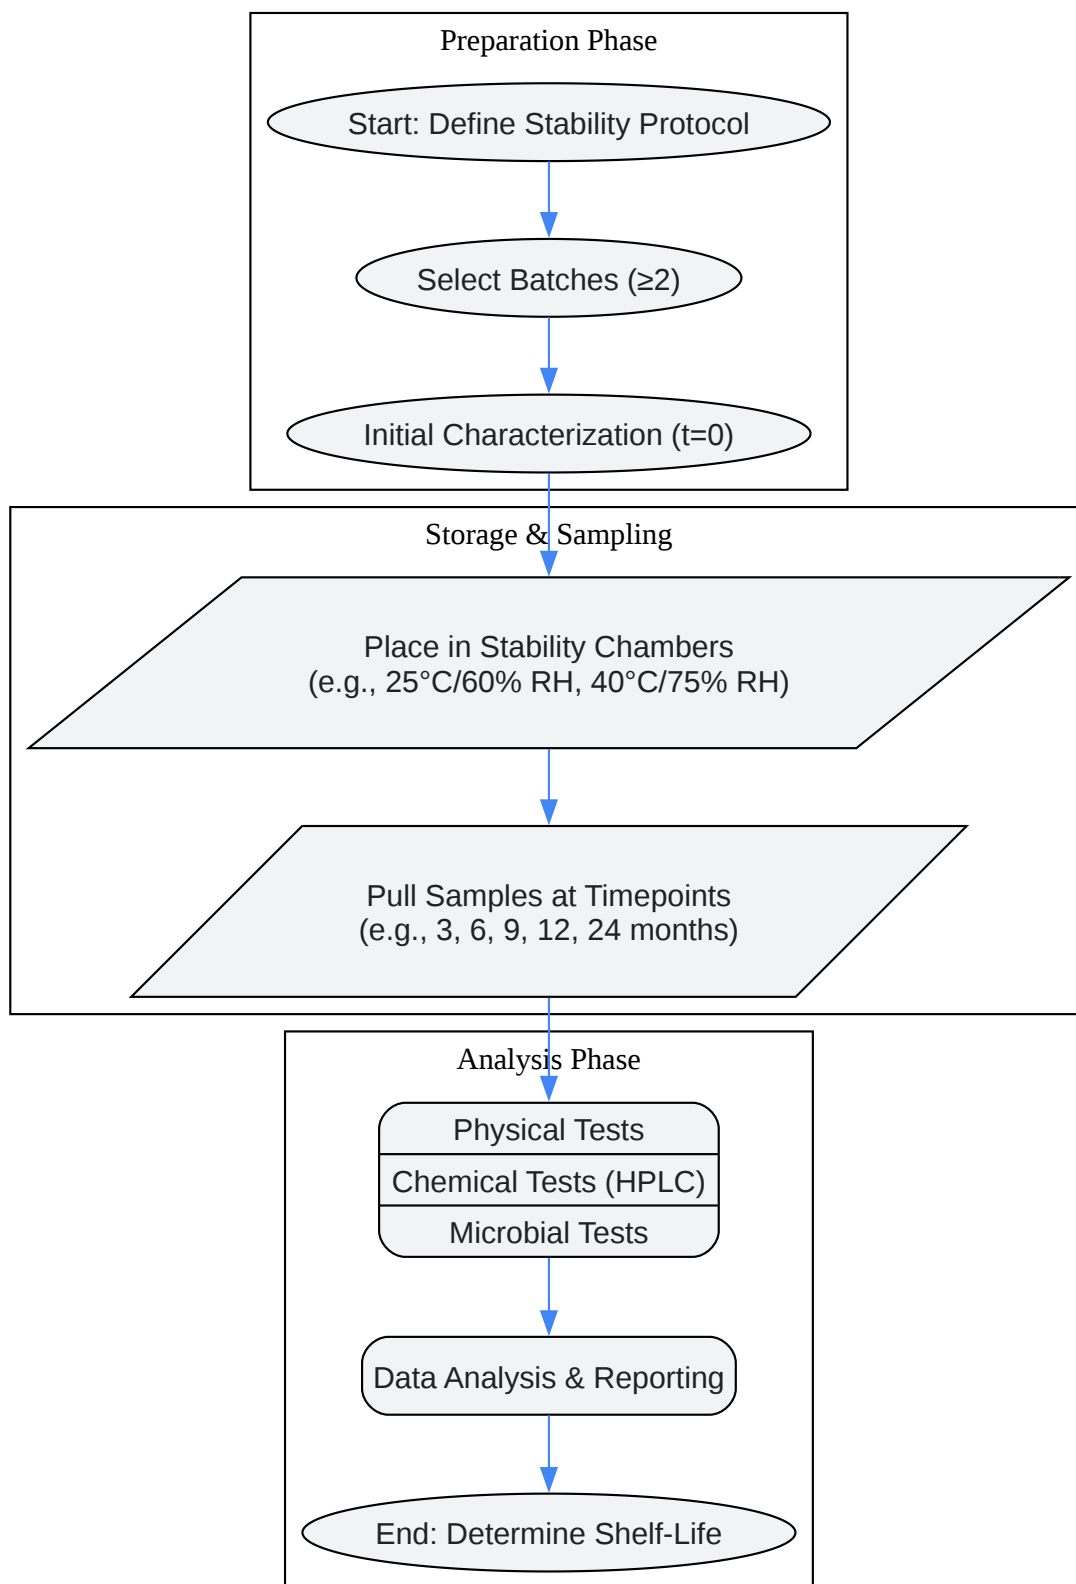 Preparation Phase
Start: Define Stability Protocol
Select Batches (≥2)
Initial Characterization (t=0)
Storage & Sampling
Place in Stability Chambers
(e.g., 25°C/60% RH, 40°C/75% RH)
Pull Samples at Timepoints
(e.g., 3, 6, 9, 12, 24 months)
Analysis Phase
Physical Tests
Chemical Tests (HPLC)
Microbial Tests
Data Analysis & Reporting
End: Determine Shelf-Life